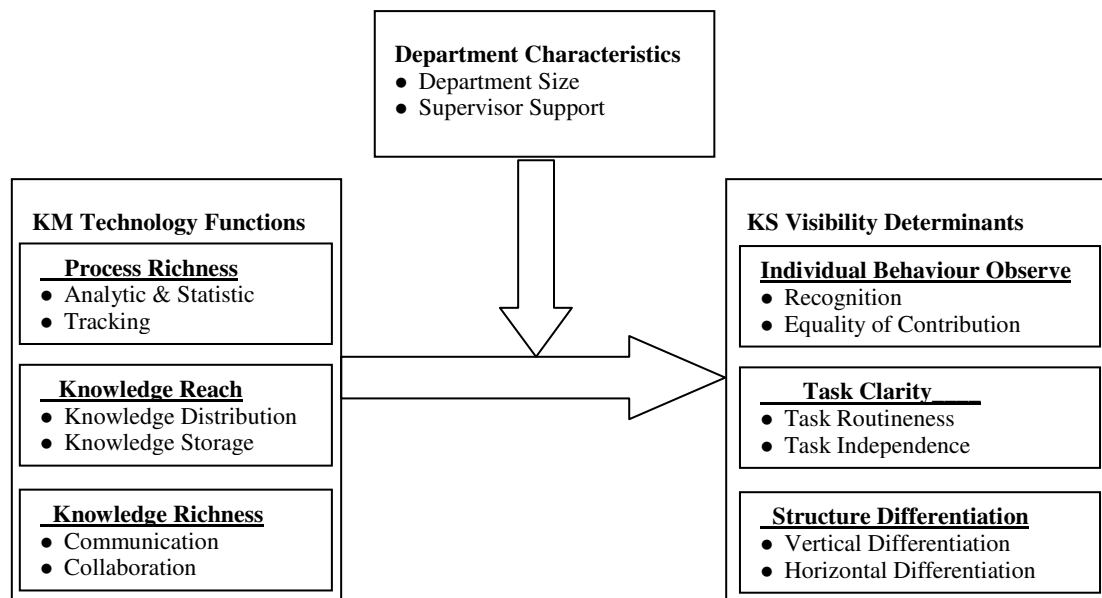 Department Characteristics
● Department Size
● Supervisor Support
KM Technology Functions
Process Richness
● Analytic & Statistic
● Tracking
Knowledge Reach
● Knowledge Distribution
● Knowledge Storage
Knowledge Richness
● Communication
● Collaboration
KS Visibility Determinants
Individual Behaviour Observe
● Recognition
● Equality of Contribution
Task Clarity____
● Task Routineness
● Task Independence
Structure Differentiation
● Vertical Differentiation
● Horizontal Differentiation